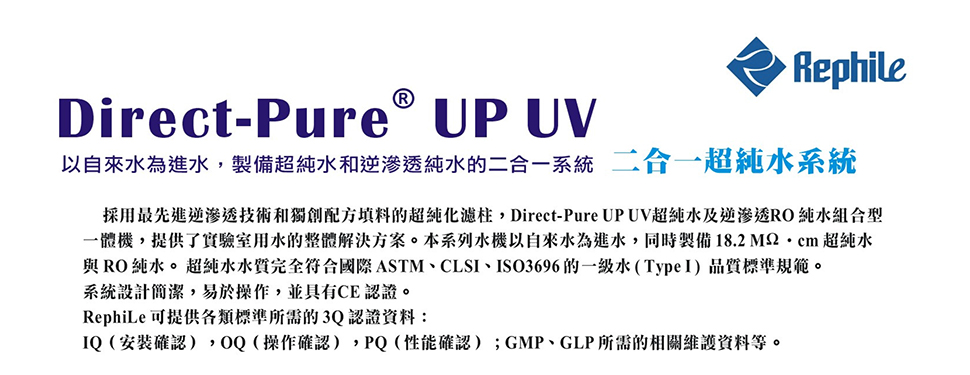 Rephile
Direct-Pure® UP UV
以自來水為進水，製備超純水和逆滲透純水的二合一系統 二合一超純水系統
採用最先進逆滲透技術和獨創配方填料的超純化濾柱，Direct-Pure UP UV超純水及逆滲透RO 純水組合型
一體機，提供了實驗室用水的整體解決方案。本系列水機以自來水為進水，同時製備 18.2 MΩ・cm 超純水
與 RO 純水。 超純水水質完全符合國際 ASTM、CLSI、ISO3696 的一級水 ( Type I ) 品質標準規範。
系統設計簡潔，易於操作，並具有CE 認證。
RephiLe 可提供各類標準所需的 3Q 認證資料：
IQ（安裝確認），OQ（操作確認），PQ（性能確認）；GMP、GLP 所需的相關維護資料等。